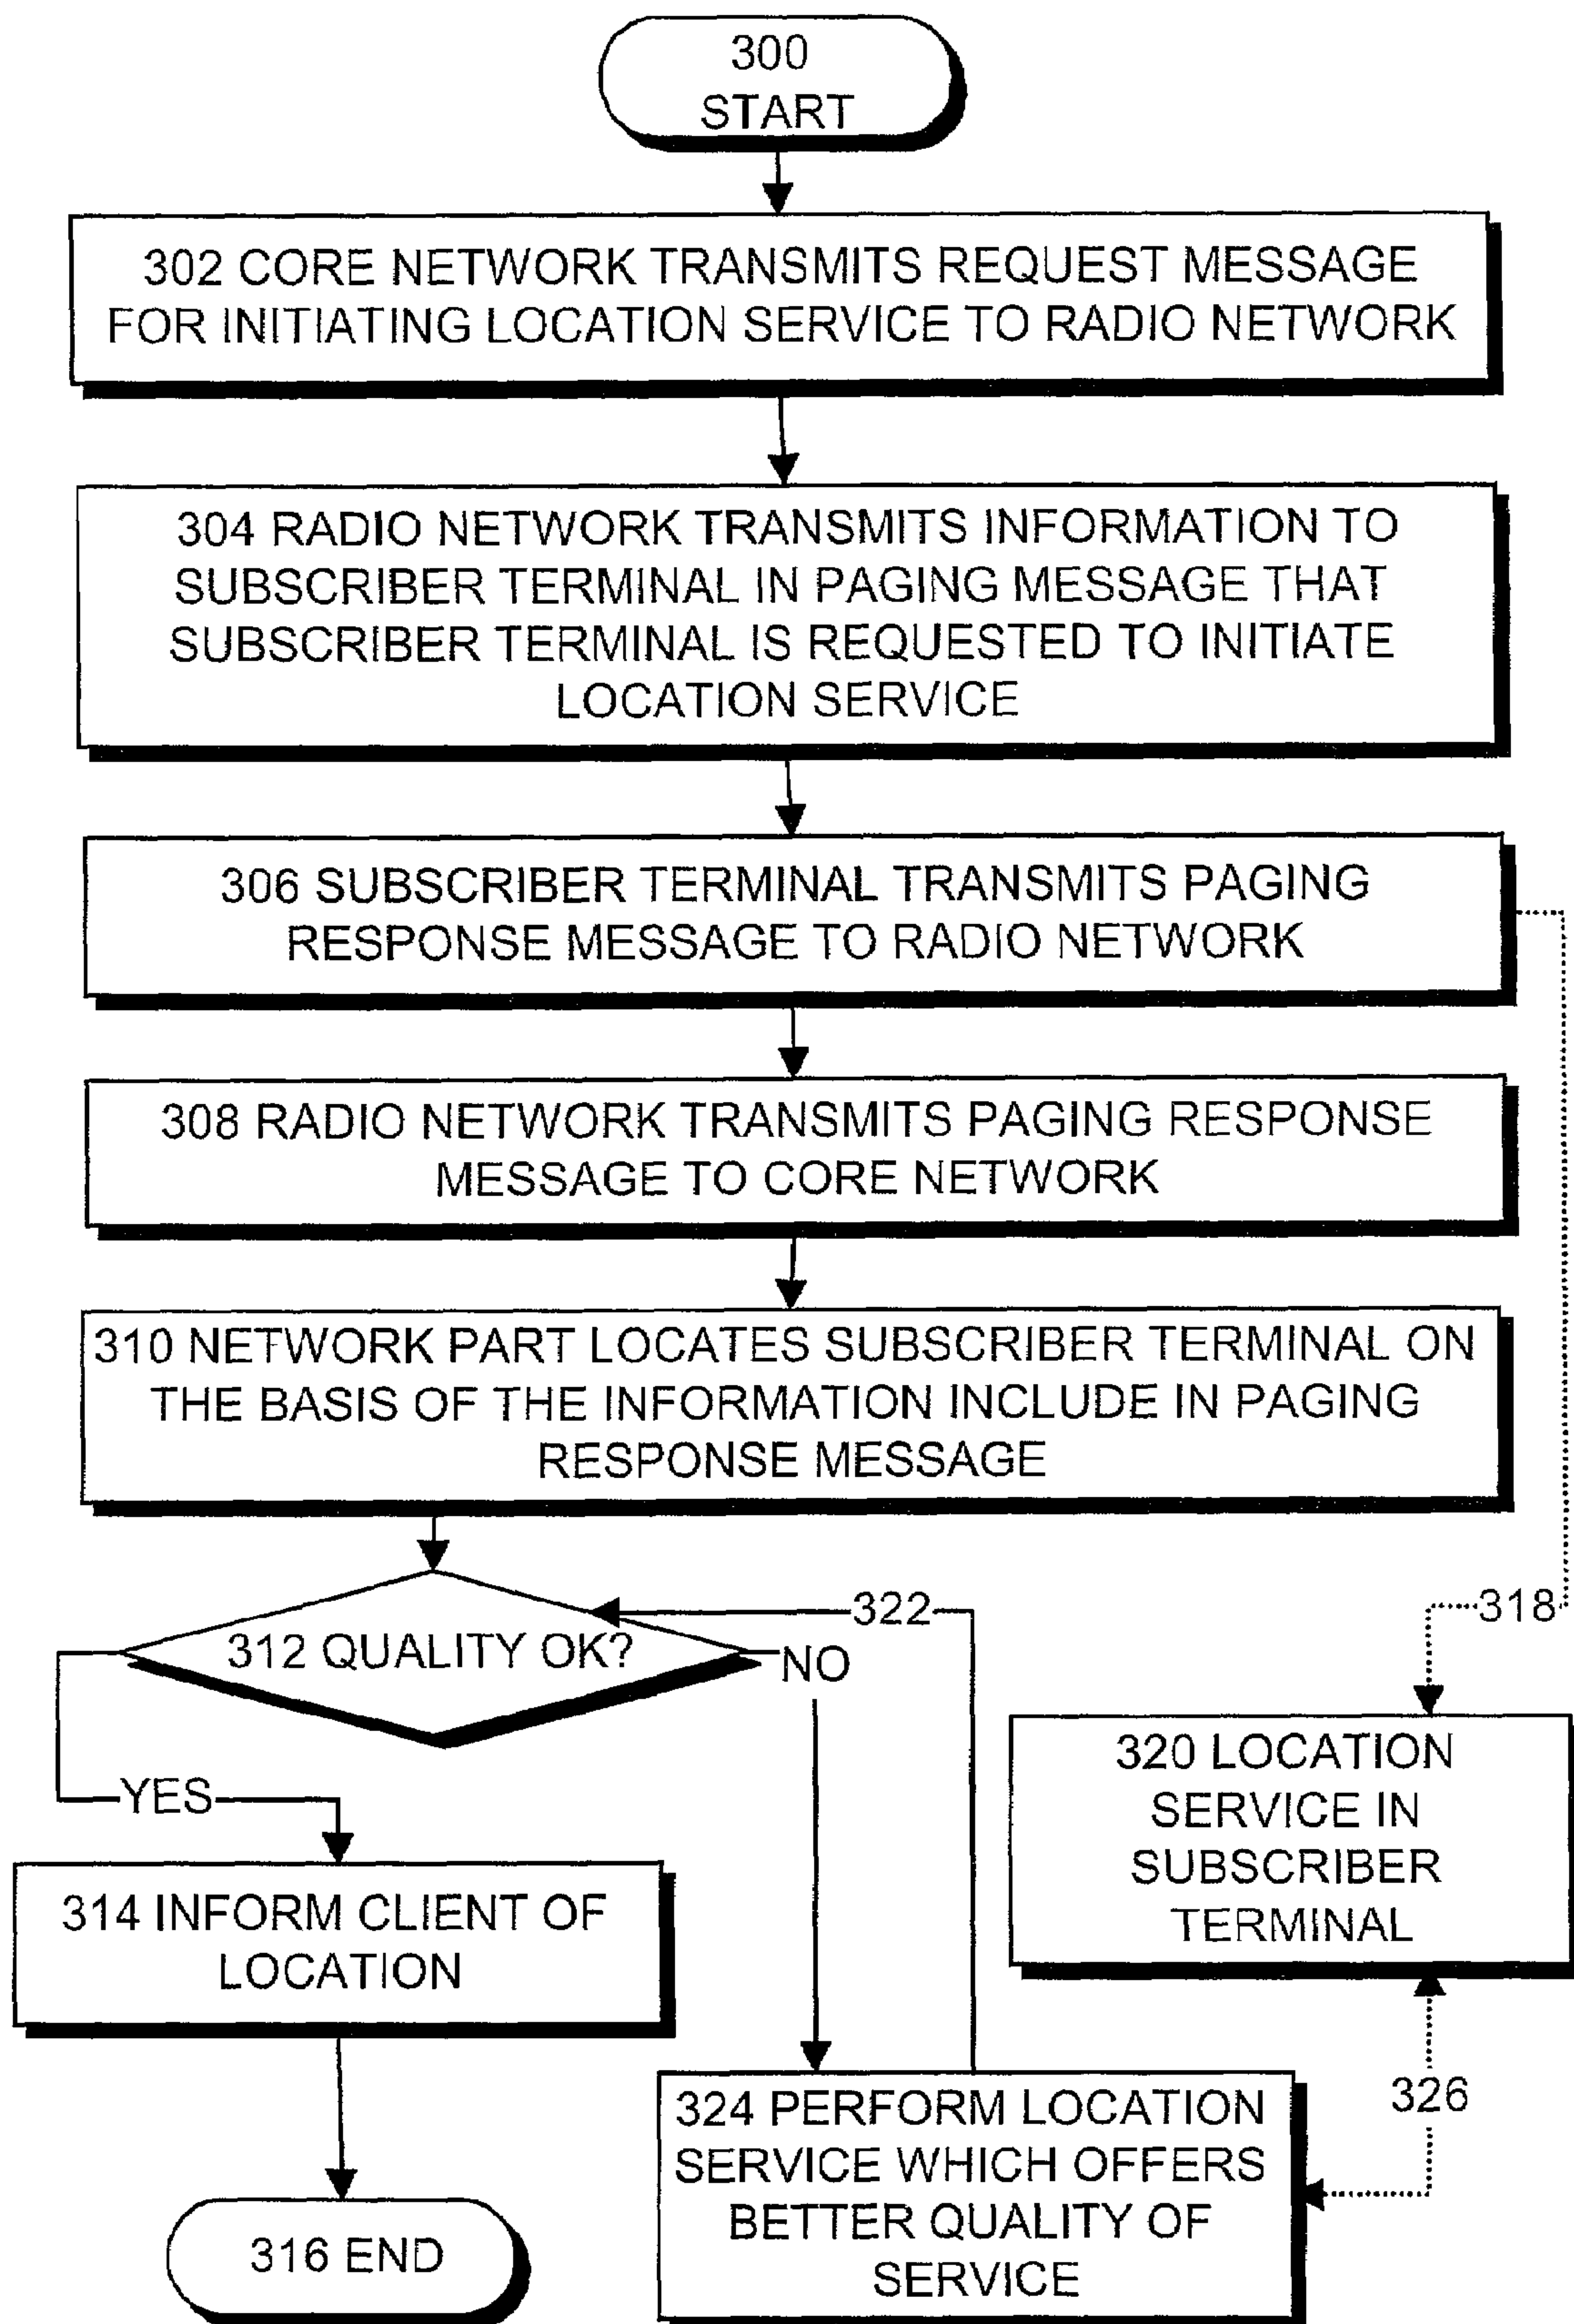 300
START
302 CORE NETWORK TRANSMITS REQUEST MESSAGE
FOR INITIATING LOCATION SERVICE TO RADIO NETWORK
304 RADIO NETWORK TRANSMITS INFORMATION TO
SUBSCRIBER TERMINAL IN PAGING MESSAGE THAT
SUBSCRIBER TERMINAL IS REQUESTED TO INITIATE
LOCATION SERVICE
306 SUBSCRIBER TERMINAL TRANSMITS PAGING
RESPONSE MESSAGE TO RADIO NETWORK
308 RADIO NETWORK TRANSMITS PAGING RESPONSE
MESSAGE TO CORE NETWORK
310 NETWORK PART LOCATES SUBSCRIBER TERMINAL ON
THE BASIS OF THE INFORMATION INCLUDE IN PAGING
RESPONSE MESSAGE
322
318
312 QUALITY OK?
NO
YES
320 LOCATION
SERVICE IN
SUBSCRIBER
TERMINAL
314 INFORM CLIENT OF
LOCATION
324 PERFORM LOCATION
SERVICE WHICH OFFERS
BETTER QUALITY OF
SERVICE
326
316 END